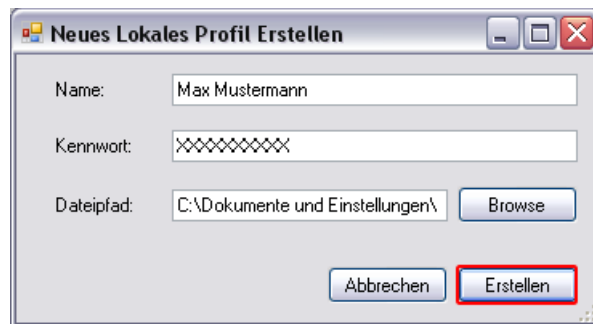 Neues Lokales Profil Erstellen
Name: Max Mustermann
Kennwort: XXXXXXXXXX
Dateipfad: C:\Dokumente und Einstellungen\ Browse
Abbrechen Erstellen